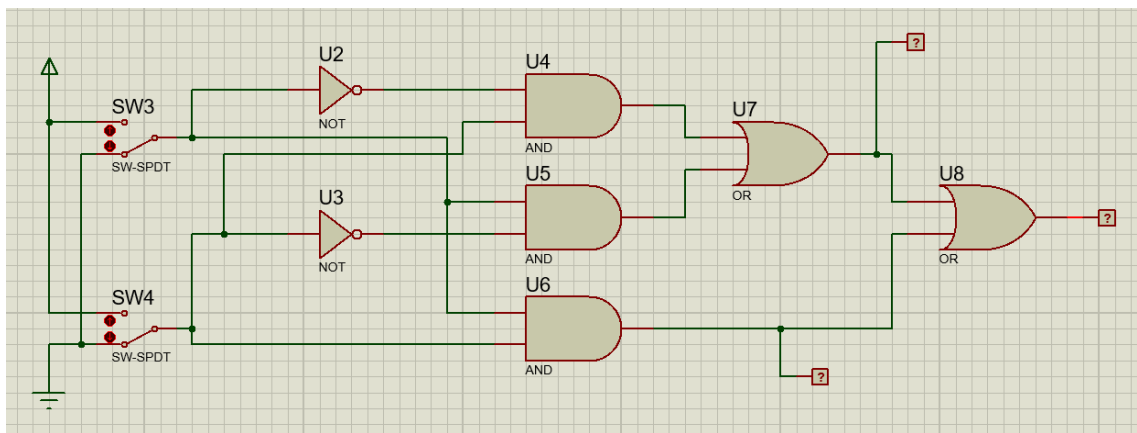 U2
NOT
SW3
SW-SPDT
U4
AND
?
U7
OR
U5
AND
U3
NOT
U8
OR
?
SW4
SW-SPDT
U6
AND
?